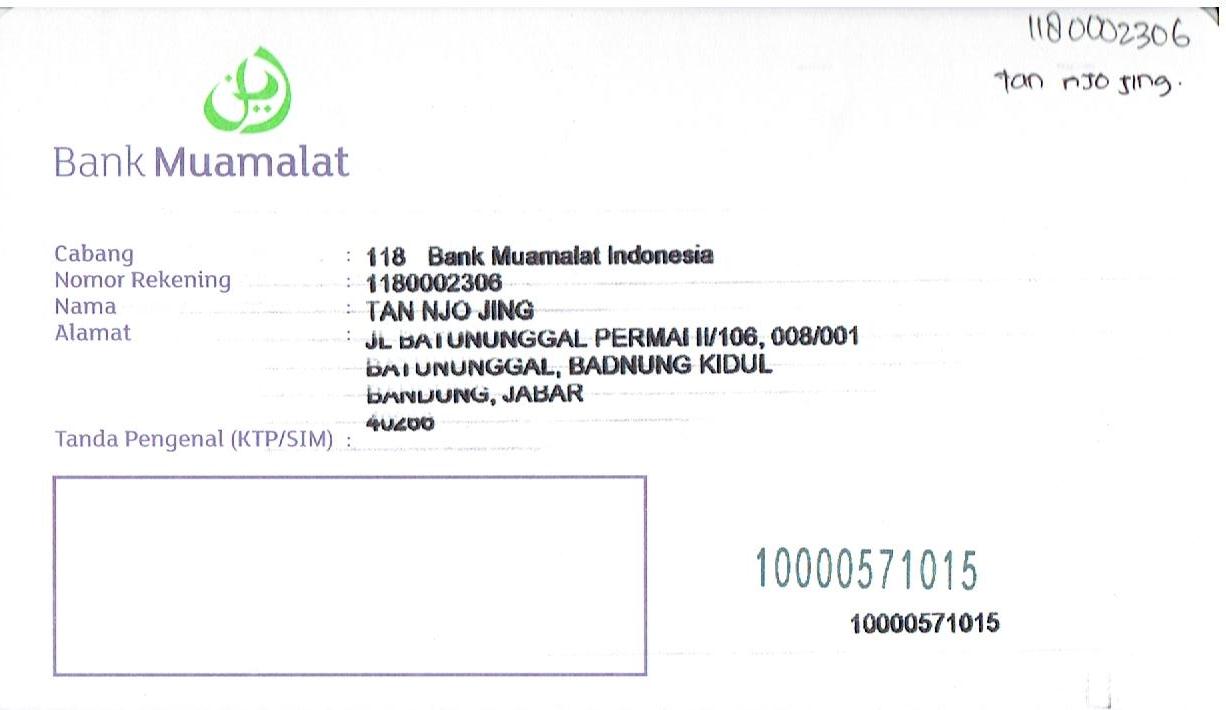 1180002306
tan njo jing.
Bank Muamalat
Cabang : 118 Bank Muamalat Indonesia
Nomor Rekening : 1180002306
Nama : TAN NJO JING
Alamat : JL BATUNUNGGAL PERMAI II/106, 008/001
BATUNUNGGAL, BADNUNG KIDUL
BANDUNG, JABAR
Tanda Pengenal (KTP/SIM) :
10000571015
10000571015